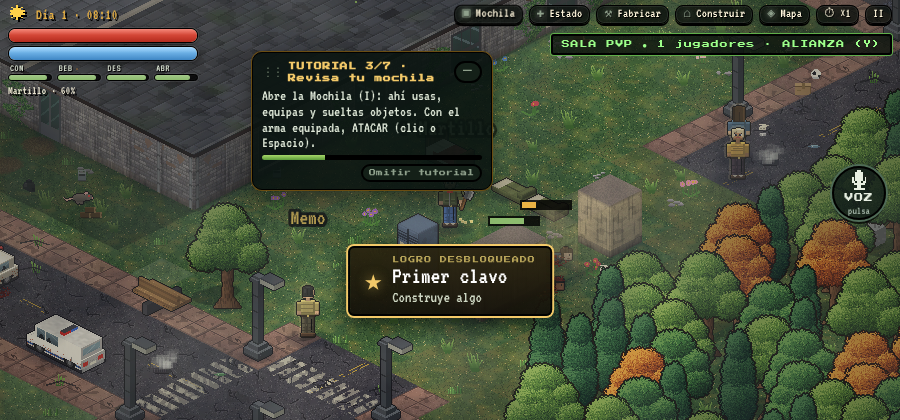 Día 1 · 08:10
Mochila
Estado
Fabricar
Construir
Mapa
X1
II
SALA PVP . 1 jugadores · ALIANZA (Y)
CON BEB DES ABR
Martillo · 60%
TUTORIAL 3/7 ·
Revisa tu mochila
Abre la Mochila (I): ahí usas,
equipas y sueltas objetos. Con el
arma equipada, ATACAR (clic o
Espacio).
Omitir tutorial
VOZ
pulsa
Memo
LOGRO DESBLOQUEADO
Primer clavo
Construye algo